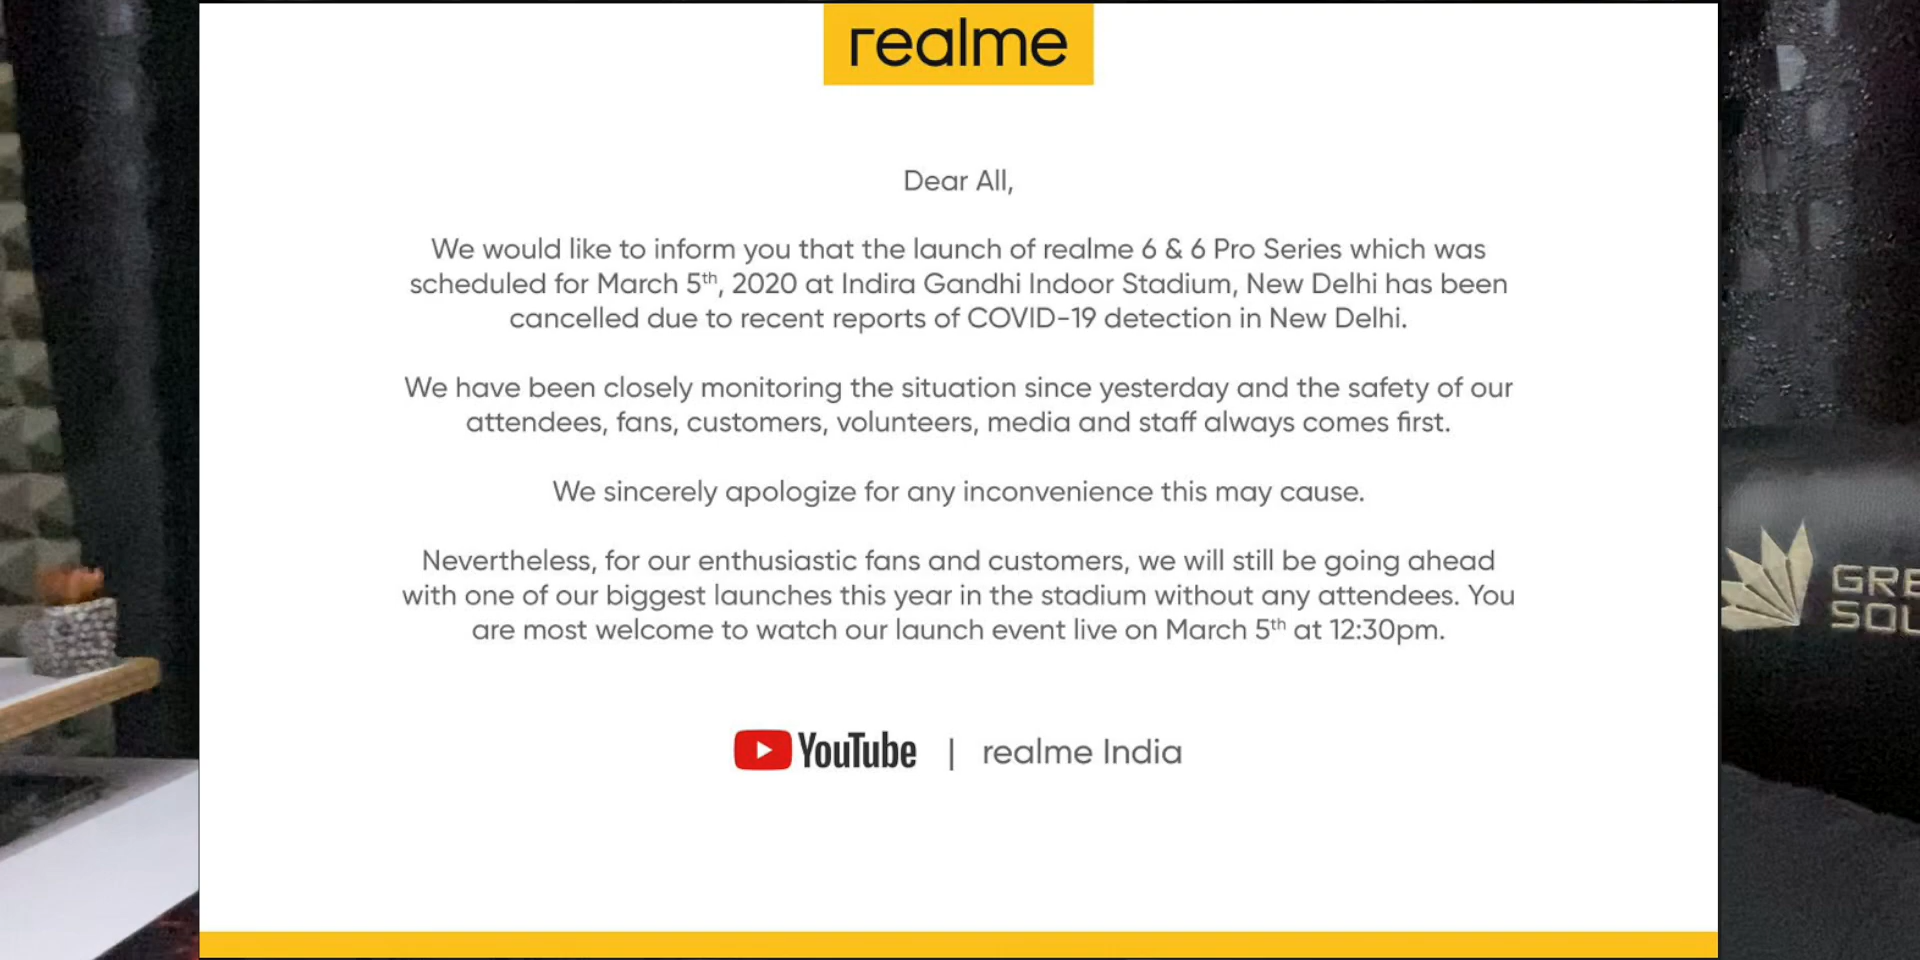 realme
Dear All,
We would like to inform you that the launch of realme 6 & 6 Pro Series which was
scheduled for March 5th, 2020 at Indira Gandhi Indoor Stadium, New Delhi has been
cancelled due to recent reports of COVID-19 detection in New Delhi.
We have been closely monitoring the situation since yesterday and the safety of our
attendees, fans, customers, volunteers, media and staff always comes first.
We sincerely apologize for any inconvenience this may cause.
Nevertheless, for our enthusiastic fans and customers, we will still be going ahead
with one of our biggest launches this year in the stadium without any attendees. You
are most welcome to watch our launch event live on March 5th at 12:30pm.
YouTube | realme India